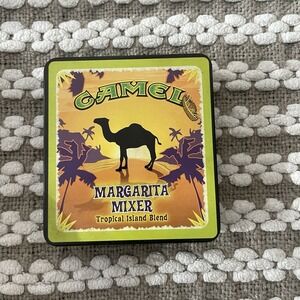 CAMEL
MARGARITA
MIXER
Tropical Island Blend